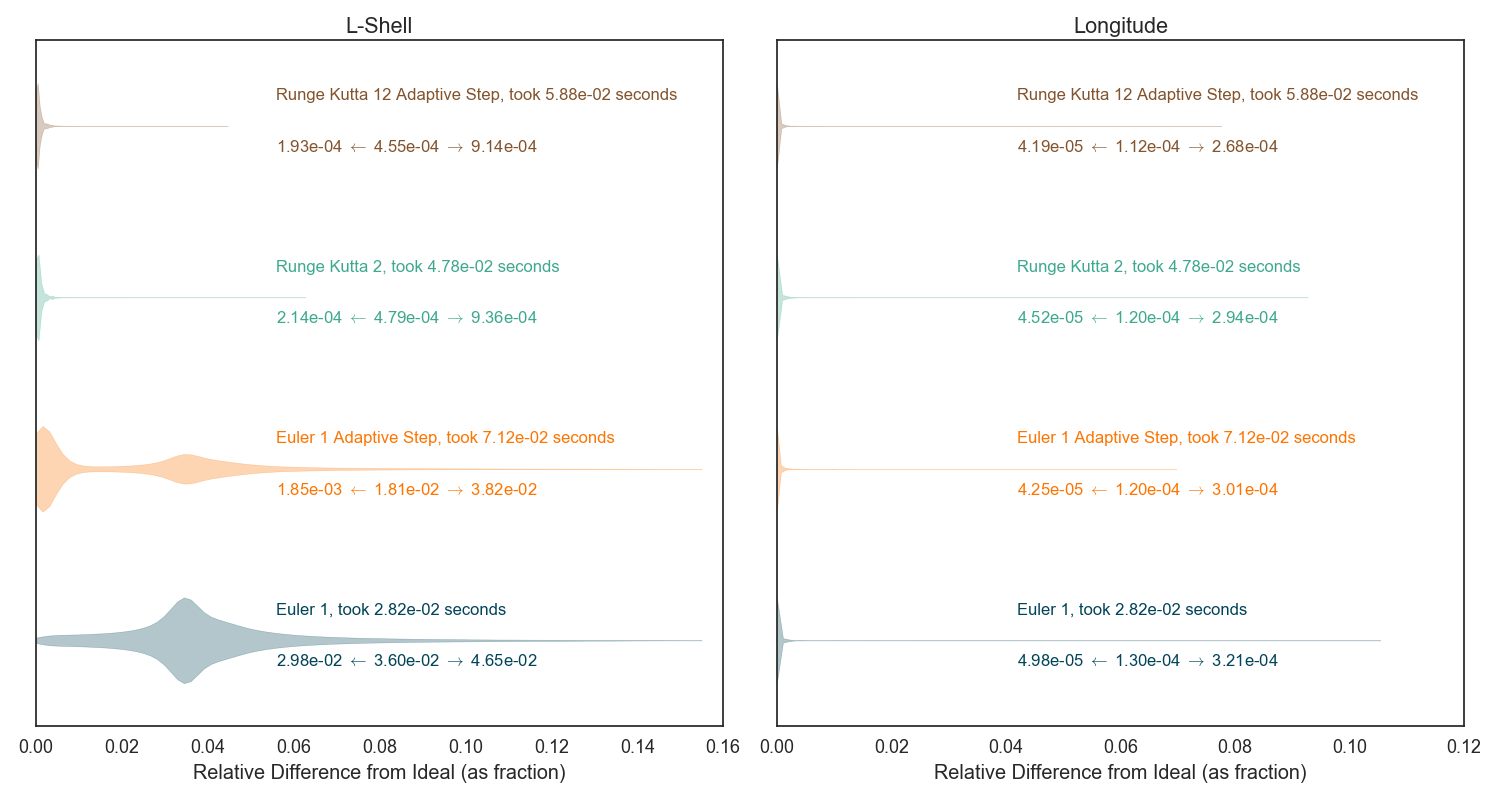 L-Shell
Runge Kutta 12 Adaptive Step, took 5.88e-02 seconds
1.93e-04 ← 4.55e-04 → 9.14e-04
Runge Kutta 2, took 4.78e-02 seconds
2.14e-04 ← 4.79e-04 → 9.36e-04
Euler 1 Adaptive Step, took 7.12e-02 seconds
1.85e-03 ← 1.81e-02 → 3.82e-02
Euler 1, took 2.82e-02 seconds
2.98e-02 ← 3.60e-02 → 4.65e-02
0.00 0.02 0.04 0.06 0.08 0.10 0.12 0.14 0.16
Relative Difference from Ideal (as fraction)
Longitude
Runge Kutta 12 Adaptive Step, took 5.88e-02 seconds
4.19e-05 ← 1.12e-04 → 2.68e-04
Runge Kutta 2, took 4.78e-02 seconds
4.52e-05 ← 1.20e-04 → 2.94e-04
Euler 1 Adaptive Step, took 7.12e-02 seconds
4.25e-05 ← 1.20e-04 → 3.01e-04
Euler 1, took 2.82e-02 seconds
4.98e-05 ← 1.30e-04 → 3.21e-04
0.00 0.02 0.04 0.06 0.08 0.10 0.12
Relative Difference from Ideal (as fraction)